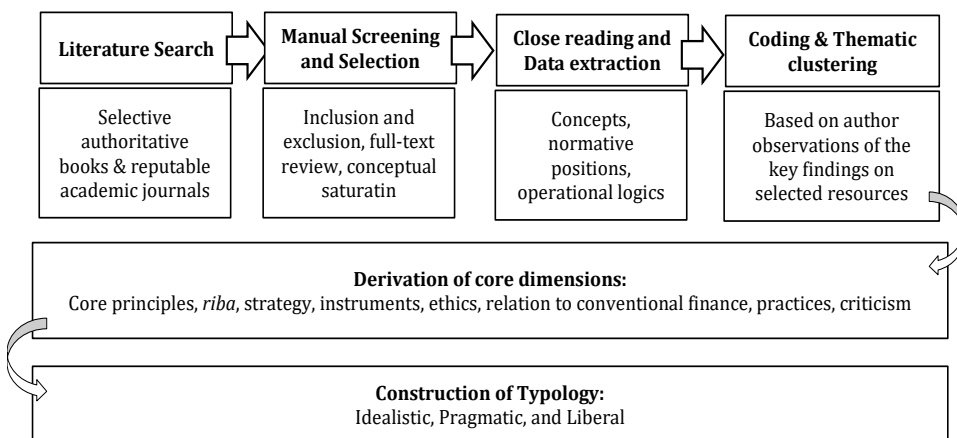 Literature Search
Selective
authoritative
books & reputable
academic journals
Manual Screening
and Selection
Inclusion and
exclusion, full-text
review, conceptual
saturatin
Close reading and
Data extraction
Concepts,
normative
positions,
operational logics
Coding & Thematic
clustering
Based on author
observations of the
key findings on
selected resources
Derivation of core dimensions:
Core principles, riba, strategy, instruments, ethics, relation to conventional finance, practices, criticism
Construction of Typology:
Idealistic, Pragmatic, and Liberal